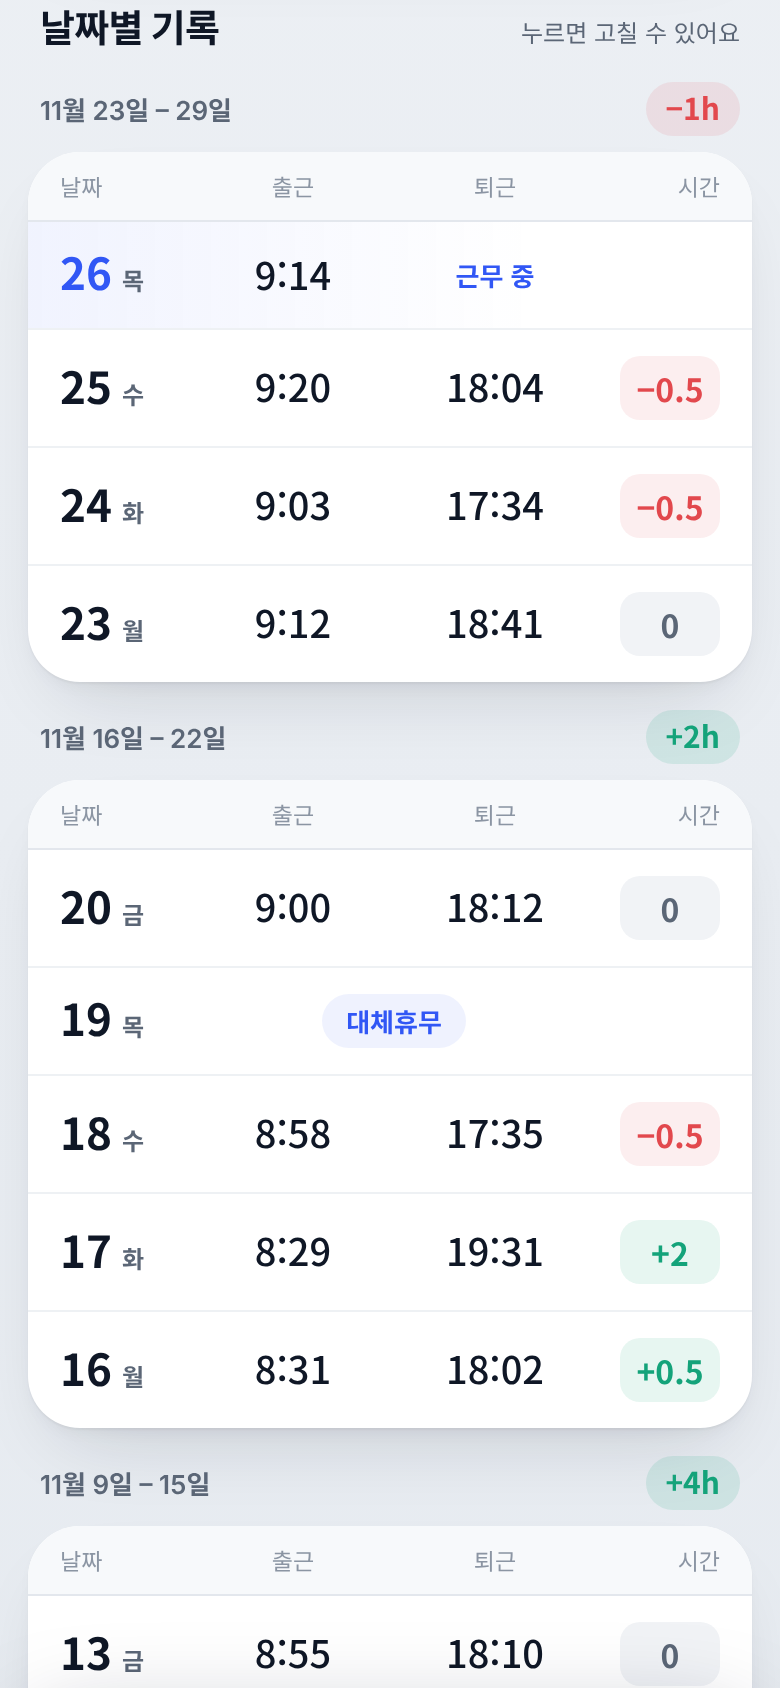 날짜별 기록 누르면 고칠 수 있어요
11월 23일 – 29일 −1h
날짜 출근 퇴근 시간
26 목 9:14 근무 중
25 수 9:20 18:04 −0.5
24 화 9:03 17:34 −0.5
23 월 9:12 18:41 0
11월 16일 – 22일 +2h
날짜 출근 퇴근 시간
20 금 9:00 18:12 0
19 목 대체휴무
18 수 8:58 17:35 −0.5
17 화 8:29 19:31 +2
16 월 8:31 18:02 +0.5
11월 9일 – 15일 +4h
날짜 출근 퇴근 시간
13 금 8:55 18:10 0